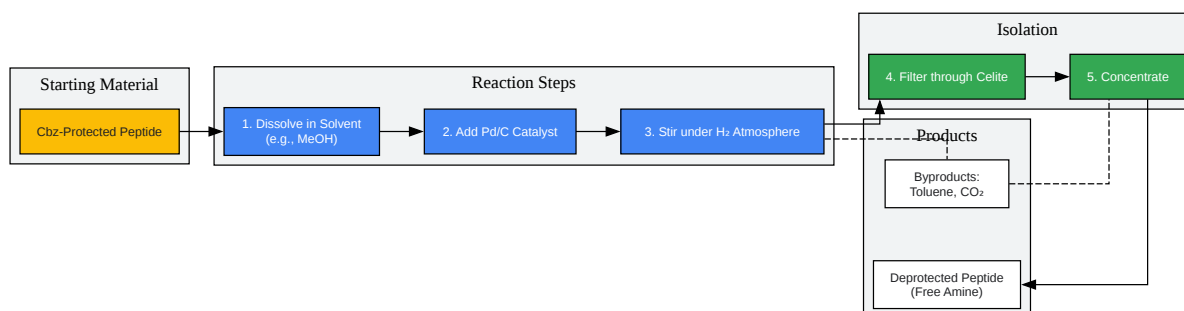 Starting Material
Cbz-Protected Peptide
Reaction Steps
1. Dissolve in Solvent
(e.g., MeOH)
2. Add Pd/C Catalyst
3. Stir under H₂ Atmosphere
Isolation
4. Filter through Celite
5. Concentrate
Products
Byproducts:
Toluene, CO₂
Deprotected Peptide
(Free Amine)